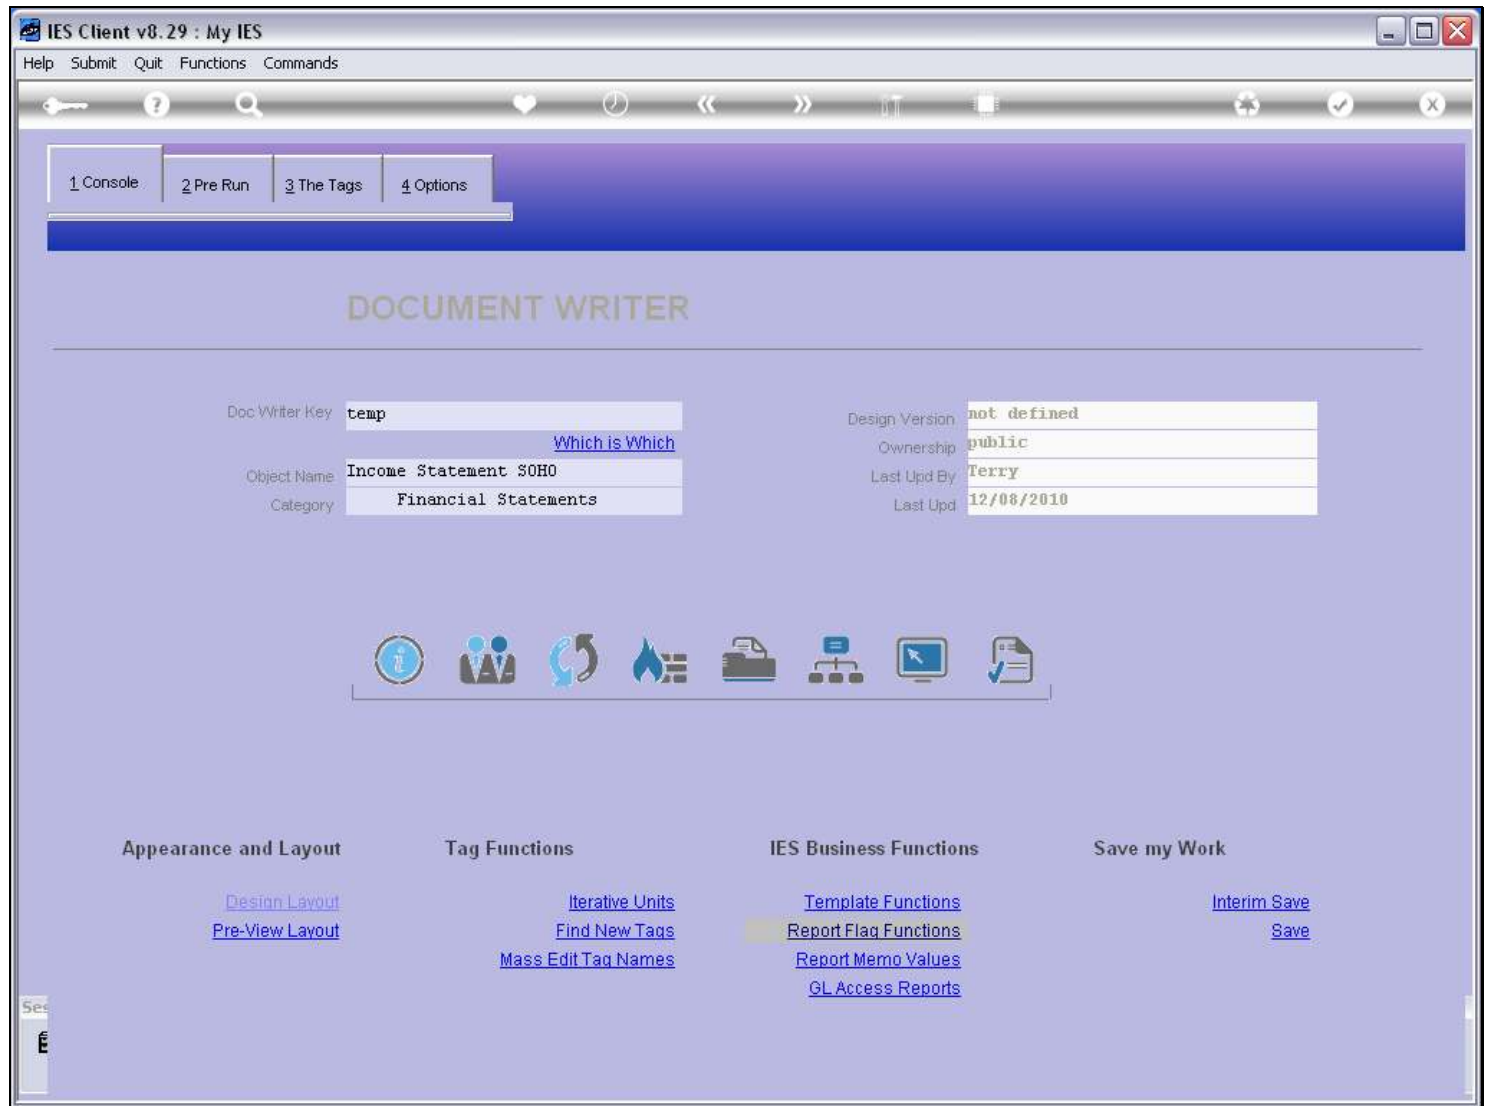 IES Client v8.29 : My IES
Help Submit Quit Functions Commands
1 Console 2 Pre Run 3 The Tags 4 Options
DOCUMENT WRITER
Doc Writer Key temp
Which is Which
Object Name Income Statement SOHO
Category Financial Statements
Design Version not defined
Ownership public
Last Upd By Terry
Last Upd 12/08/2010
Appearance and Layout
Design Layout
Pre-View Layout
Tag Functions
Iterative Units
Find New Tags
Mass Edit Tag Names
IES Business Functions
Template Functions
Report Flag Functions
Report Memo Values
GL Access Reports
Save my Work
Interim Save
Save